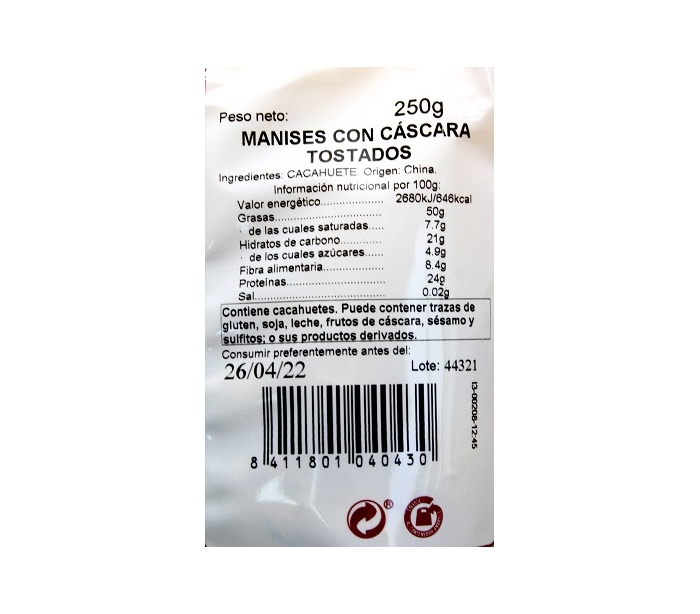 Peso neto: 250g
MANISES CON CÁSCARA
TOSTADOS
Ingredientes: CACAHUETE. Origen: China.
Información nutricional por 100g:
Valor energético.................. 2680kJ/646kcal
Grasas............................. 50g
· de las cuales saturadas..... 7.7g
Hidratos de carbono............ 21g
· de los cuales azúcares...... 4.9g
Fibra alimentaria................. 8.4g
Proteinas........................... 24g
Sal................................... 0.02g
Contiene cacahuetes. Puede contener trazas de
gluten, soja, leche, frutos de cáscara, sésamo y
sulfitos; o sus productos derivados.
Consumir preferentemente antes del:
26/04/22 Lote: 44321
I3-00208-12:45
8 411801 040430
®